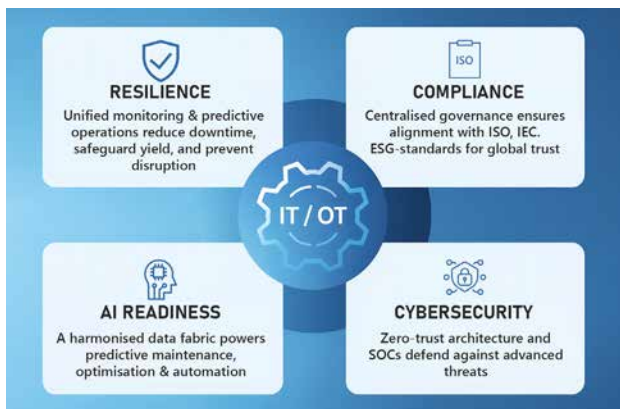 RESILIENCE
Unified monitoring & predictive
operations reduce downtime,
safeguard yield, and prevent
disruption
ISO
COMPLIANCE
Centralised governance ensures
alignment with ISO, IEC.
ESG-standards for global trust
IT / OT
AI READINESS
A harmonised data fabric powers
predictive maintenance,
optimisation & automation
CYBERSECURITY
Zero-trust architecture and
SOCs defend against advanced
threats